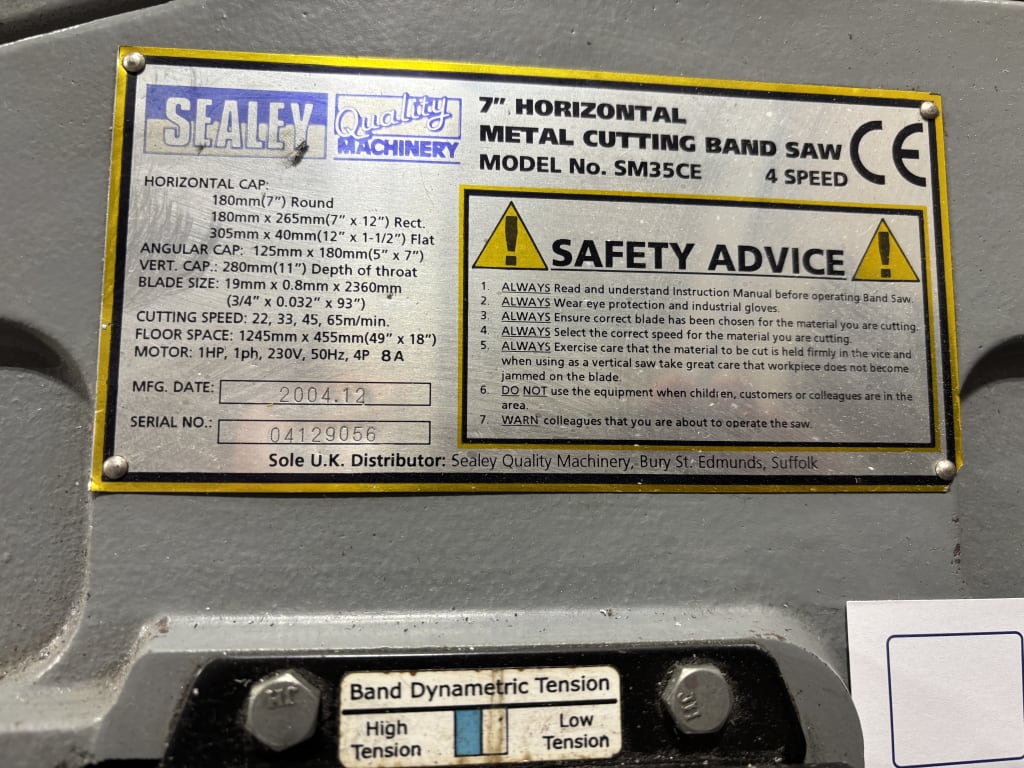 SEALEY
Quality
MACHINERY
7" HORIZONTAL
METAL CUTTING BAND SAW
MODEL No. SM35CE 4 SPEED
CE
HORIZONTAL CAP:
180mm(7") Round
180mm x 265mm(7" x 12") Rect.
305mm x 40mm(12" x 1-1/2") Flat
ANGULAR CAP: 125mm x 180mm(5" x 7")
VERT. CAP.: 280mm(11") Depth of throat
BLADE SIZE: 19mm x 0.8mm x 2360mm
(3/4" x 0.032" x 93")
CUTTING SPEED: 22, 33, 45, 65m/min.
FLOOR SPACE: 1245mm x 455mm(49" x 18")
MOTOR: 1HP, 1ph, 230V, 50Hz, 4P 8 A
MFG. DATE: 2004.12
SERIAL NO.: 04129056
SAFETY ADVICE
1. ALWAYS Read and understand Instruction Manual before operating Band Saw.
2. ALWAYS Wear eye protection and industrial gloves.
3. ALWAYS Ensure correct blade has been chosen for the material you are cutting.
4. ALWAYS Select the correct speed for the material you are cutting.
5. ALWAYS Exercise care that the material to be cut is held firmly in the vice and
when using as a vertical saw take great care that workpiece does not become
jammed on the blade.
6. DO NOT use the equipment when children, customers or colleagues are in the
area.
7. WARN colleagues that you are about to operate the saw.
Sole U.K. Distributor: Sealey Quality Machinery, Bury St. Edmunds, Suffolk
Band Dynametric Tension
High
Tension
Low
Tension